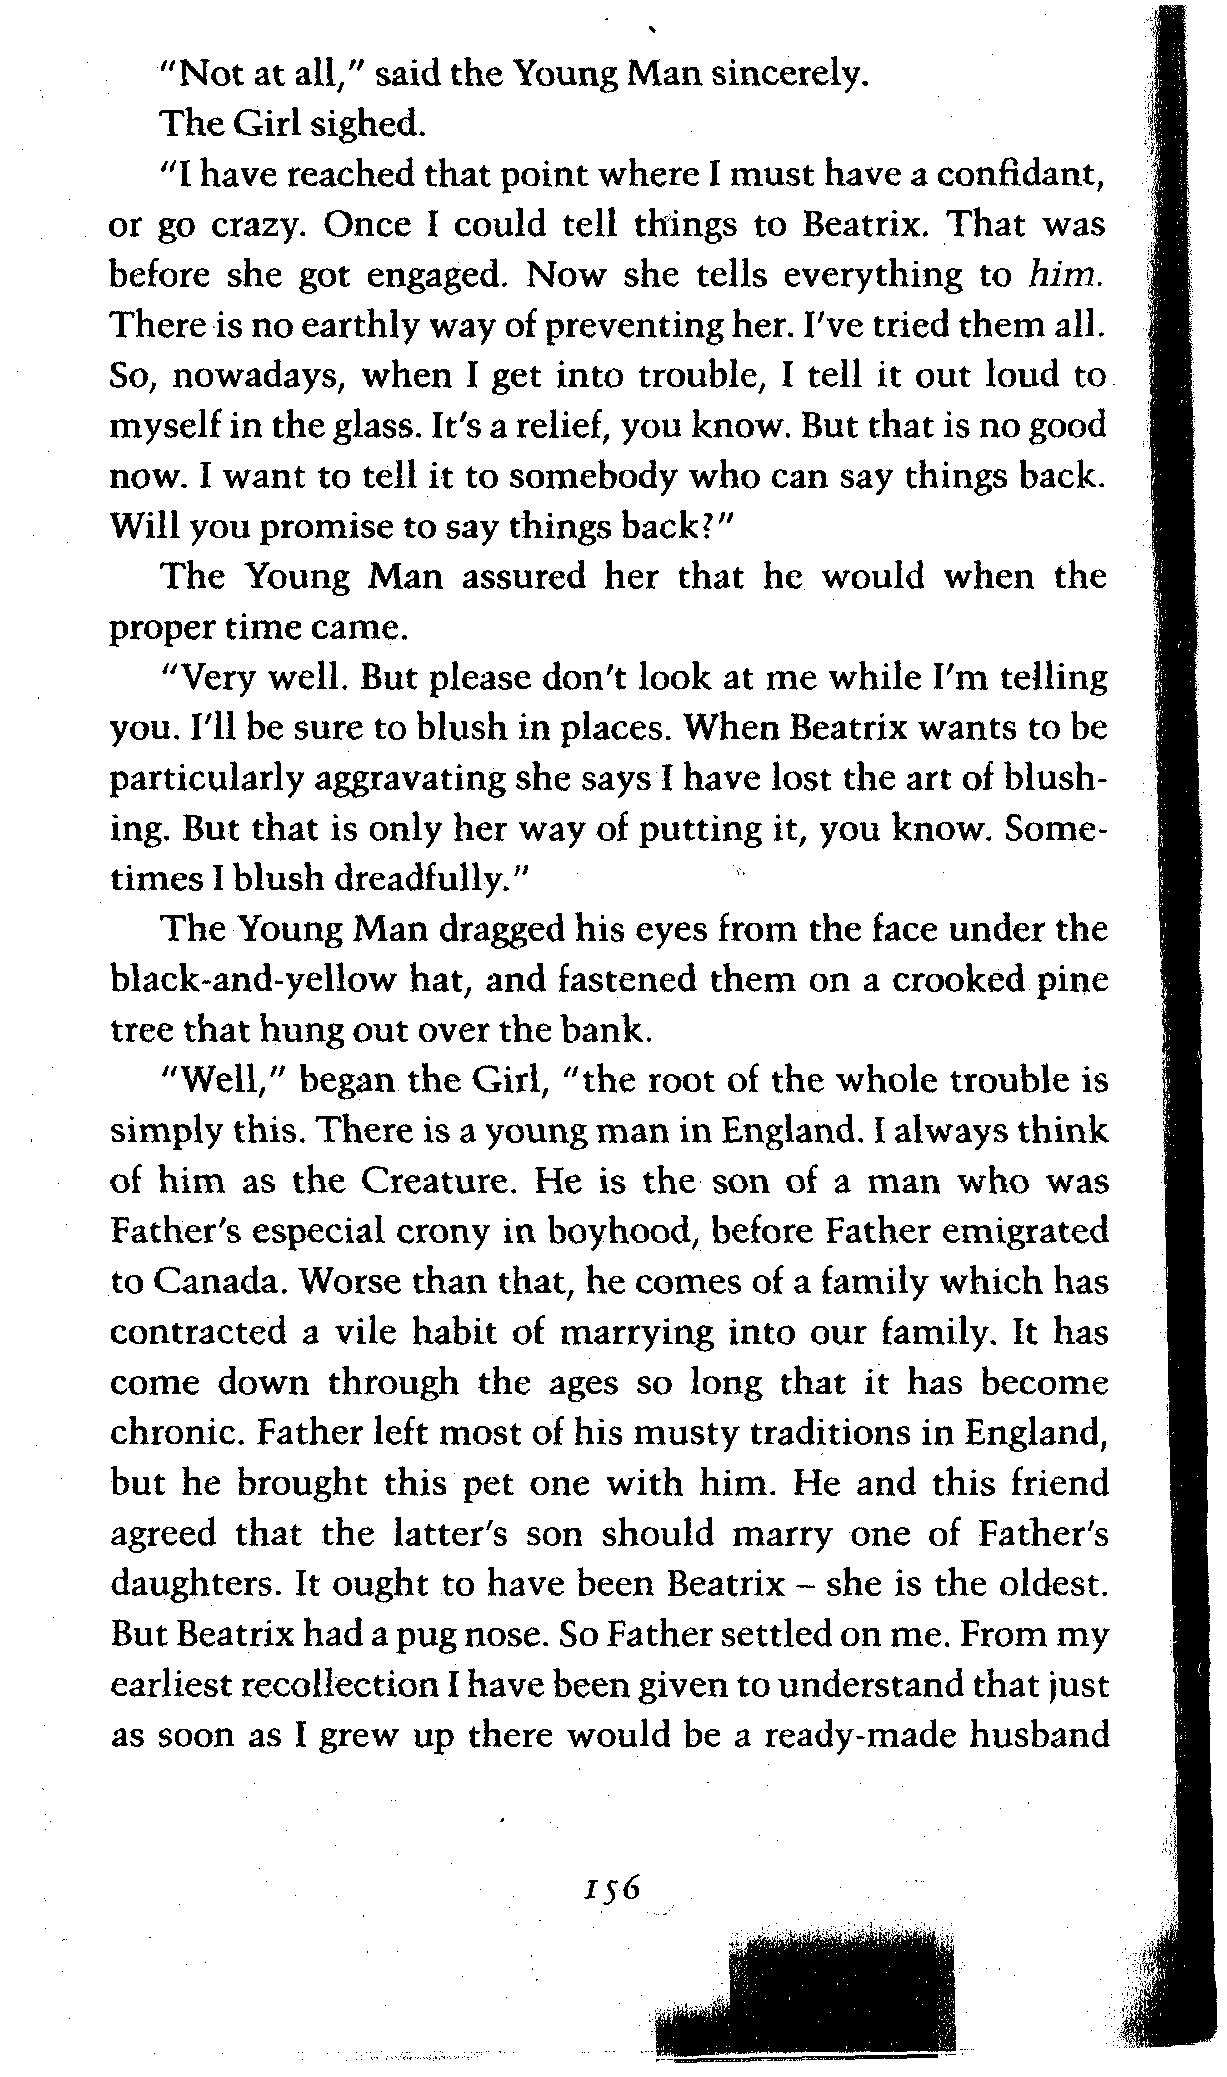 "Not at all," said the Young Man sincerely.
The Girl sighed.
"I have reached that point where I must have a confidant,
or go crazy. Once I could tell things to Beatrix. That was
before she got engaged. Now she tells everything to him.
There is no earthly way of preventing her. I've tried them all.
So, nowadays, when I get into trouble, I tell it out loud to
myself in the glass. It's a relief, you know. But that is no good
now. I want to tell it to somebody who can say things back.
Will you promise to say things back?"
The Young Man assured her that he would when the
proper time came.
"Very well. But please don't look at me while I'm telling
you. I'll be sure to blush in places. When Beatrix wants to be
particularly aggravating she says I have lost the art of blush-
ing. But that is only her way of putting it, you know. Some-
times I blush dreadfully."
The Young Man dragged his eyes from the face under the
black-and-yellow hat, and fastened them on a crooked pine
tree that hung out over the bank.
"Well," began the Girl, "the root of the whole trouble is
simply this. There is a young man in England. I always think
of him as the Creature. He is the son of a man who was
Father's especial crony in boyhood, before Father emigrated
to Canada. Worse than that, he comes of a family which has
contracted a vile habit of marrying into our family. It has
come down through the ages so long that it has become
chronic. Father left most of his musty traditions in England,
but he brought this pet one with him. He and this friend
agreed that the latter's son should marry one of Father's
daughters. It ought to have been Beatrix – she is the oldest.
But Beatrix had a pug nose. So Father settled on me. From my
earliest recollection I have been given to understand that just
as soon as I grew up there would be a ready-made husband
156